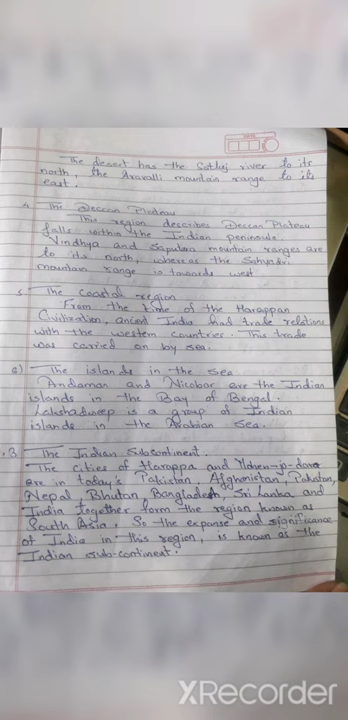 The desert has the Sutlej river to its
north, the Aravalli mountain range to its
east.
4. The Deccan Plateau
This region describes Deccan Plateau
falls within the Indian peninsula.
Vindhya and Satpura mountain ranges are
to its north, whereas the Sahyadri
mountain range is towards west
5. The Coastal region
From the time of the Harappan
Civilization, ancient India had trade relations
with the western countries. This trade
was carried on by sea.
6) The islands in the Sea
Andaman and Nicobar are the Indian
islands in the Bay of Bengal.
Lakshadweep is a group of Indian
islands in the Arabian Sea.
B The Indian Subcontinent.
The cities of Harappa and Mohen-jo-daro
are in today's Pakistan. Afghanistan, Pakistan,
Nepal, Bhutan, Bangladesh, Sri Lanka and
India together form the region known as
South Asia. So the expanse and significance
of India in this region, is known as the
Indian sub-continent.
XRecorder